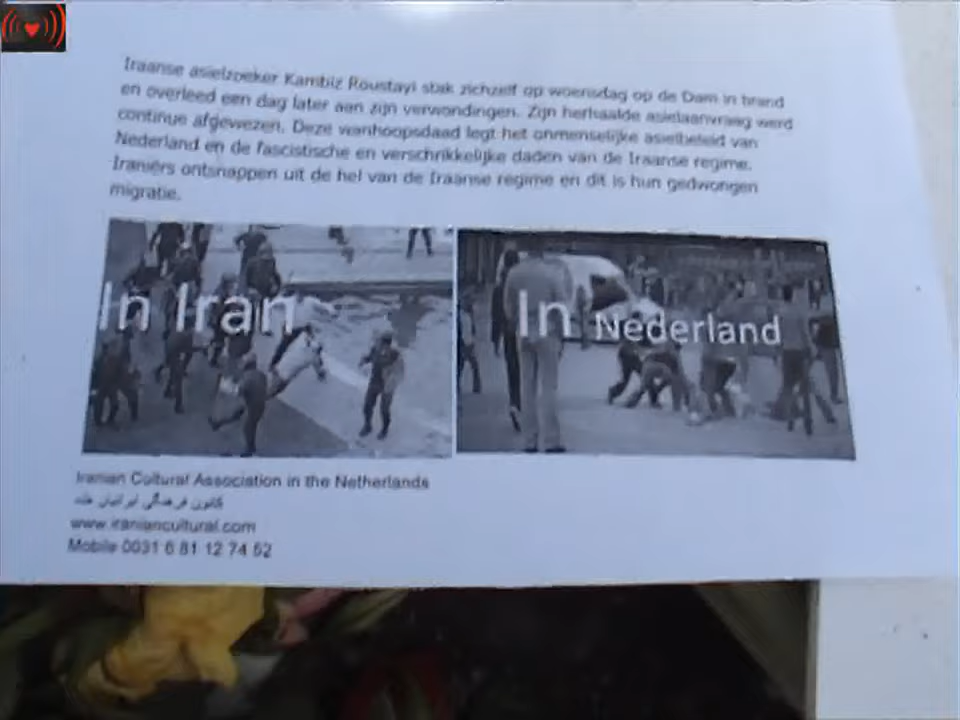 Iraanse asielzoeker Kambiz Roustayi stak zichzelf op woensdag op de Dam in brand
en overleed een dag later aan zijn verwondingen. Zijn herhaalde asielaanvraag werd
continue afgewezen. Deze wanhoopsdaad legt het onmenselijke asielbeleid van
Nederland en de fascistische en verschrikkelijke daden van de Iraanse regime.
Iraniërs ontsnappen uit de hel van de Iraanse regime en dit is hun gedwongen
migratie.
In Iran
In Nederland
Iranian Cultural Association in the Netherlands
کانون فرهنگی ایرانیان هلند
www.iraniancultural.com
Mobile 0031 6 81 12 74 52